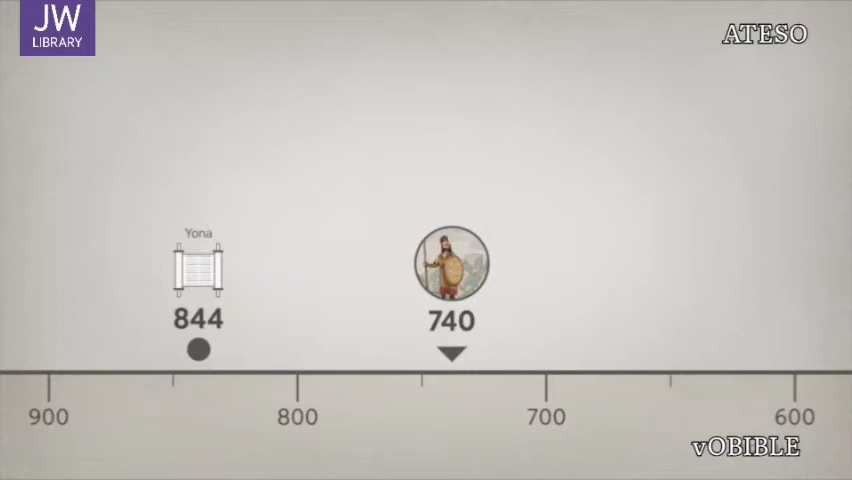 JW
LIBRARY
ATESO
Yona
844
740
900
800
700
600
vOBIBLE